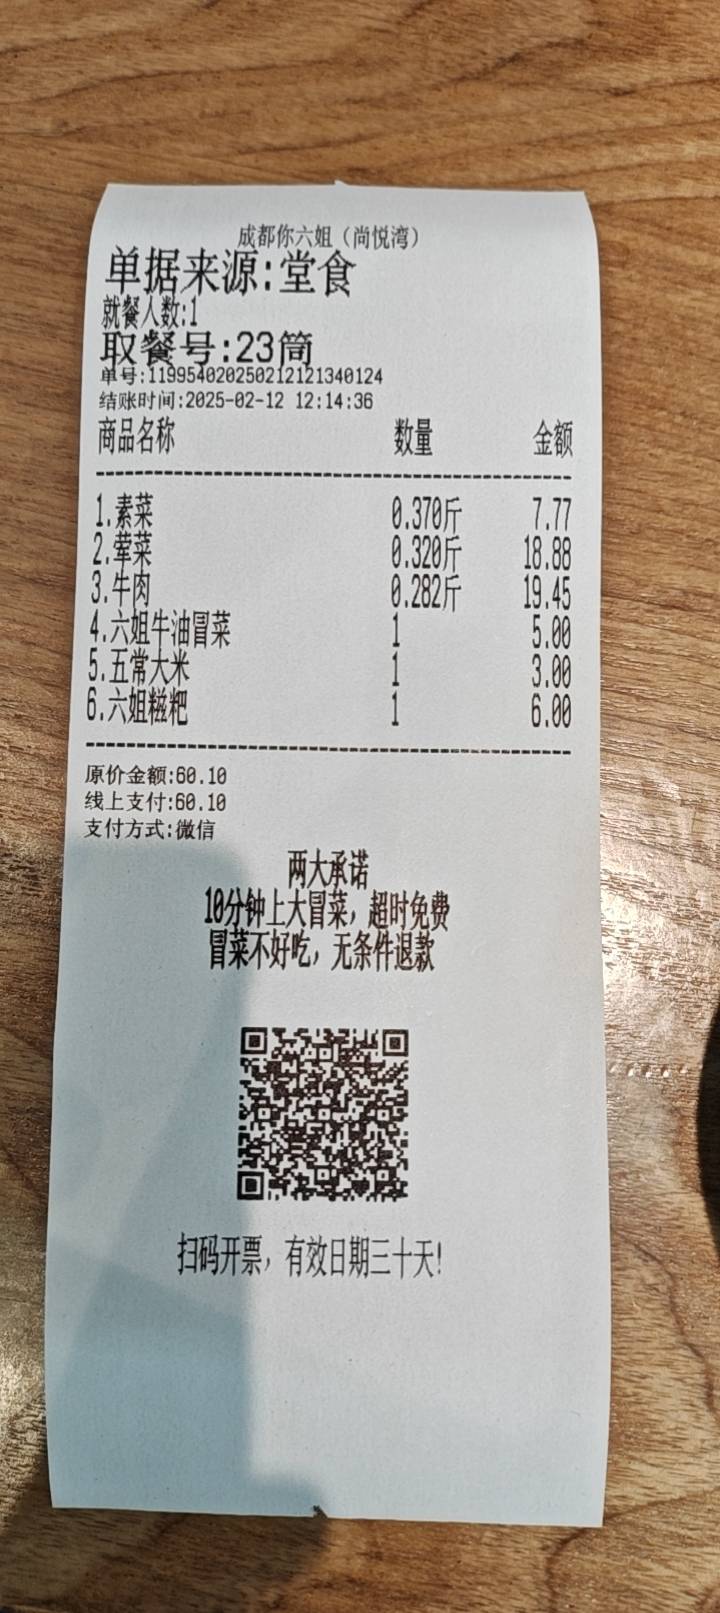 成都你六姐（尚悦湾）
单据来源:堂食
就餐人数:1
取餐号:23筒
单号:119954020250212121340124
结账时间:2025-02-12 12:14:36
商品名称 数量 金额
1.素菜 0.370斤 7.77
2.荤菜 0.320斤 18.88
3.牛肉 0.282斤 19.45
4.六姐牛油冒菜 1 5.00
5.五常大米 1 3.00
6.六姐糍粑 1 6.00
原价金额:60.10
线上支付:60.10
支付方式:微信
两大承诺
10分钟上大冒菜，超时免费
冒菜不好吃，无条件退款
扫码开票，有效日期三十天!